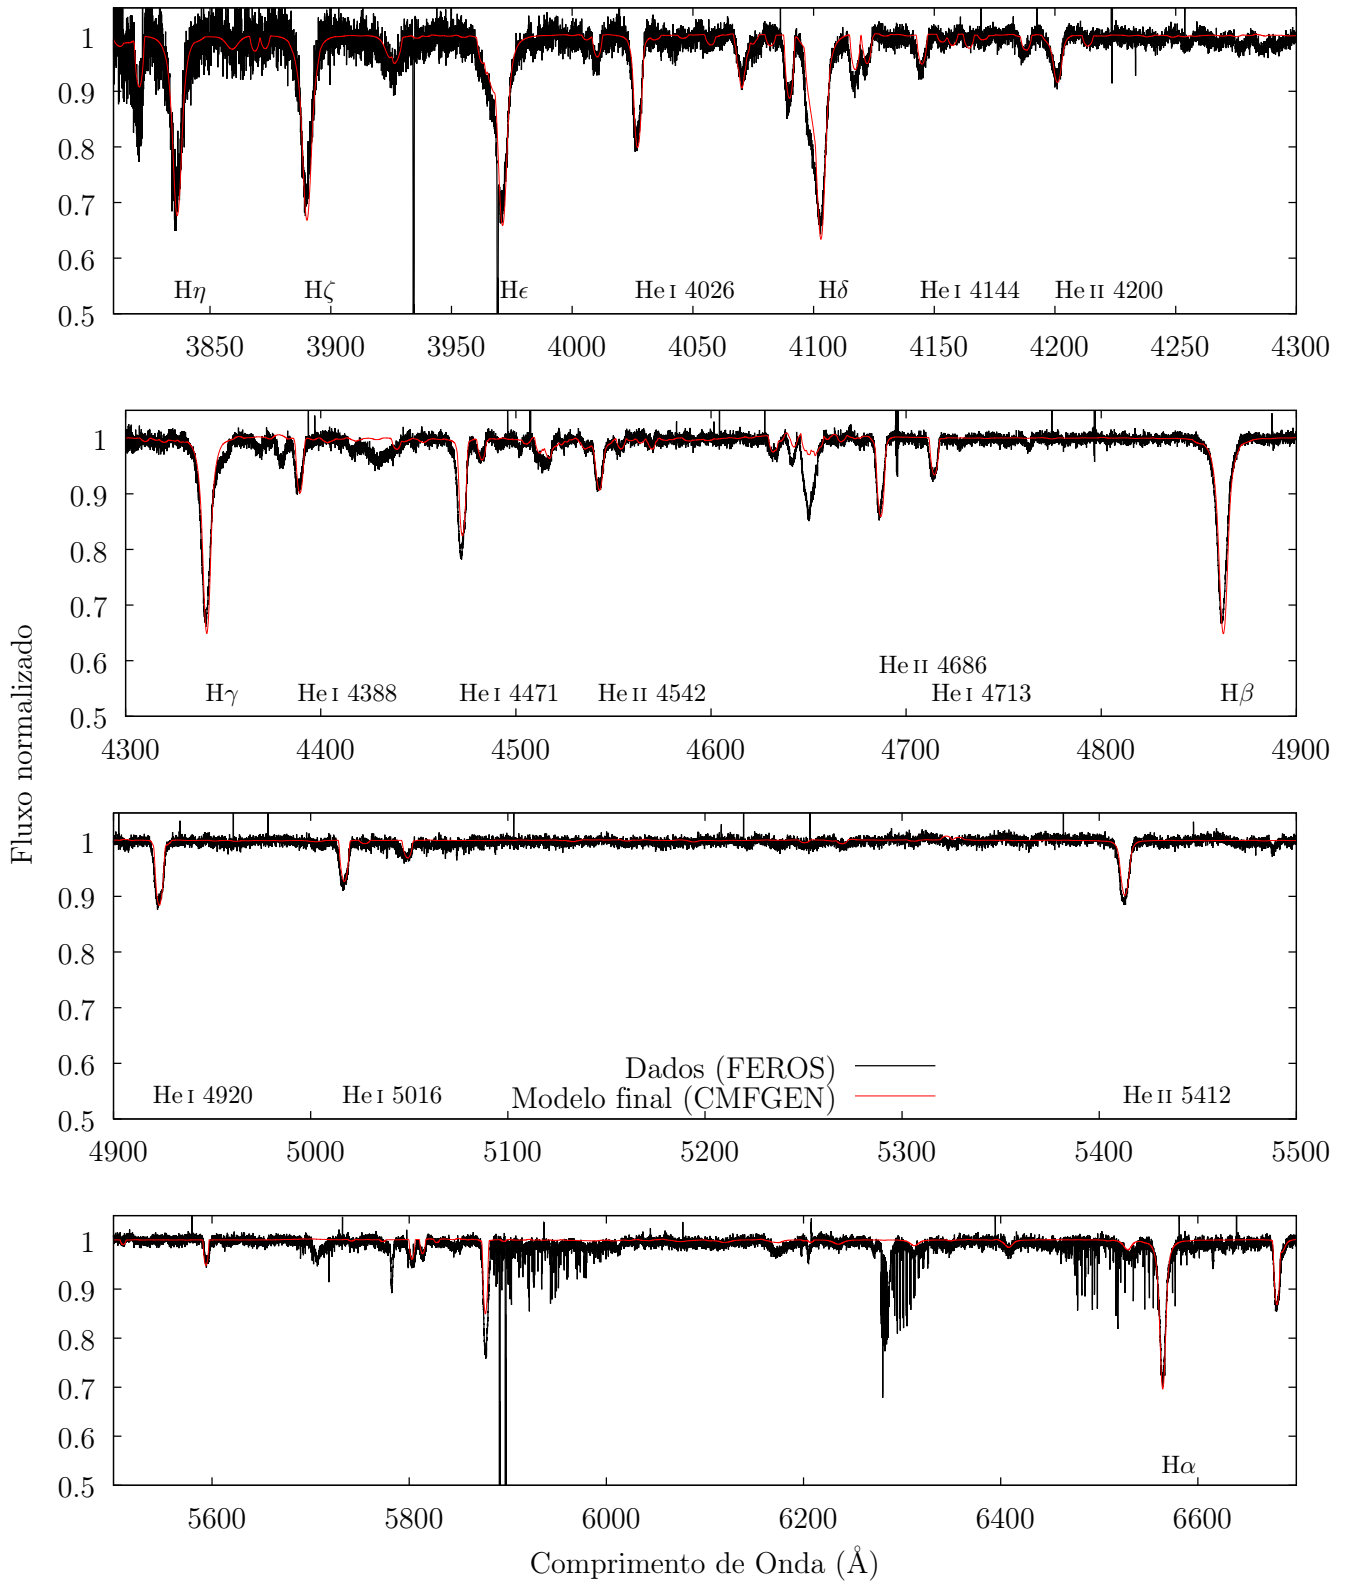 Fluxo normalizado
1
0.9
0.8
0.7
0.6
0.5
Hη
Hζ
Hϵ
He I 4026
Hδ
He I 4144
He II 4200
3850 3900 3950 4000 4050 4100 4150 4200 4250 4300
1
0.9
0.8
0.7
0.6
0.5
He II 4686
Hγ
He I 4388
He I 4471
He II 4542
He I 4713
Hβ
4300 4400 4500 4600 4700 4800 4900
1
0.9
0.8
0.7
0.6
0.5
Dados (FEROS)
Modelo final (CMFGEN)
He I 4920
He I 5016
He II 5412
4900 5000 5100 5200 5300 5400 5500
1
0.9
0.8
0.7
0.6
0.5
Hα
5600 5800 6000 6200 6400 6600
Comprimento de Onda (Å)